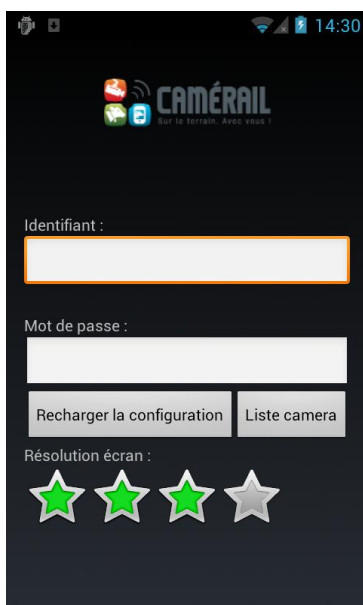 14:30
CAMÉRAIL
Sur le terrain. Avec vous !
Identifiant :
Mot de passe :
Recharger la configuration
Liste camera
Résolution écran :